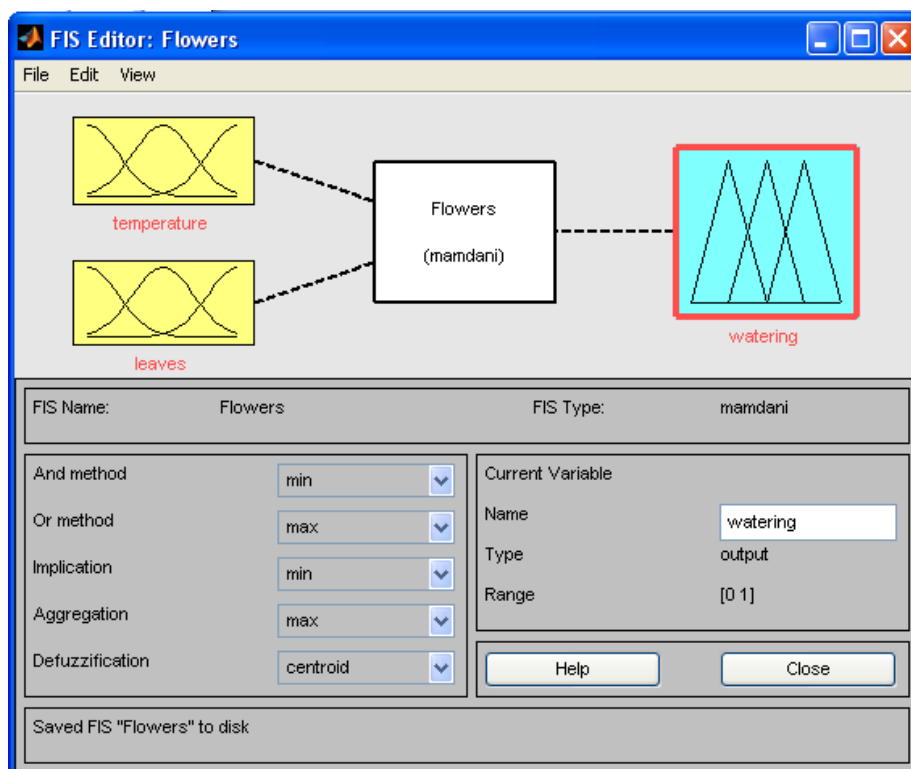 FIS Editor: Flowers
File Edit View
temperature
leaves
Flowers
(mamdani)
watering
FIS Name: Flowers FIS Type: mamdani
And method min
Or method max
Implication min
Aggregation max
Defuzzification centroid
Current Variable
Name watering
Type output
Range [0 1]
Help Close
Saved FIS "Flowers" to disk